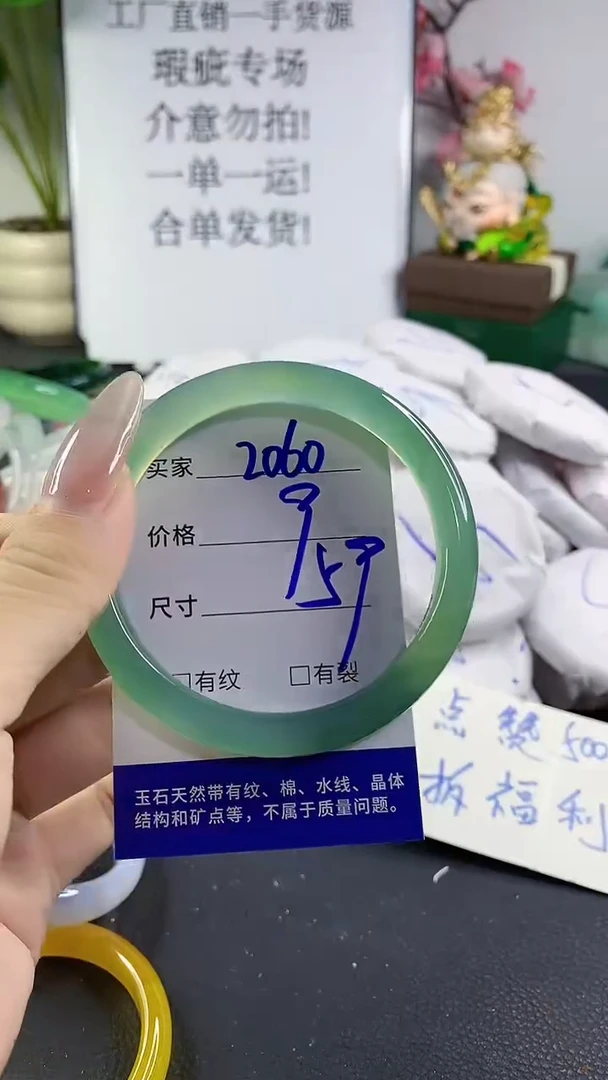 工厂直销一手货源
瑕疵专场
介意勿拍!
一单一运!
合单发货!
买家 2060
价格 9
尺寸 59
□有纹 □有裂
玉石天然带有纹、棉、水线、晶体
结构和矿点等，不属于质量问题。
点赞500
拆福利